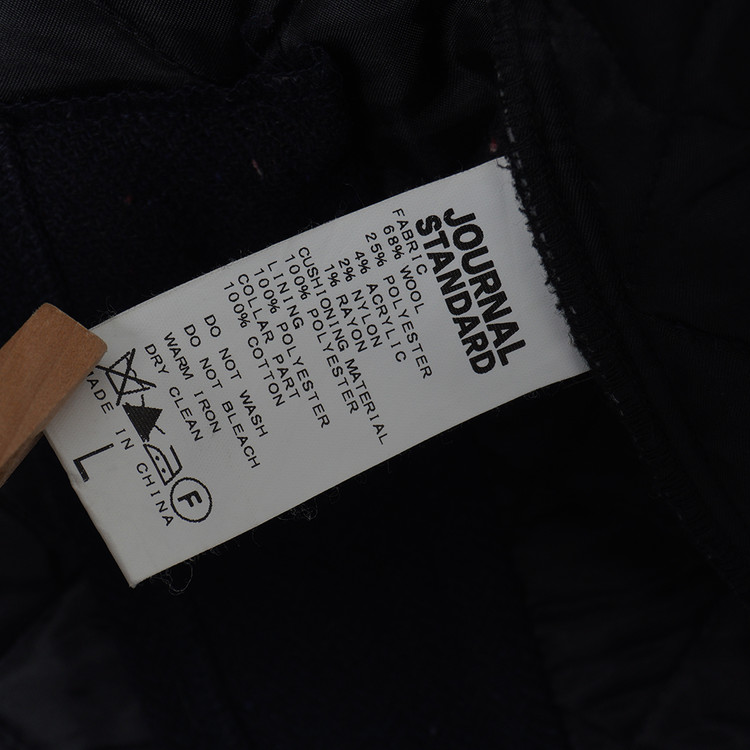 JOURNAL
STANDARD
FABRIC
68% WOOL
25% POLYESTER
4% ACRYLIC
2% NYLON
1% RAYON
CUSHIONING MATERIAL
100% POLYESTER
LINING
100% POLYESTER
COLLAR PART
100% COTTON
DO NOT WASH
DO NOT BLEACH
WARM IRON
DRY CLEAN
F
MADE IN CHINA
L